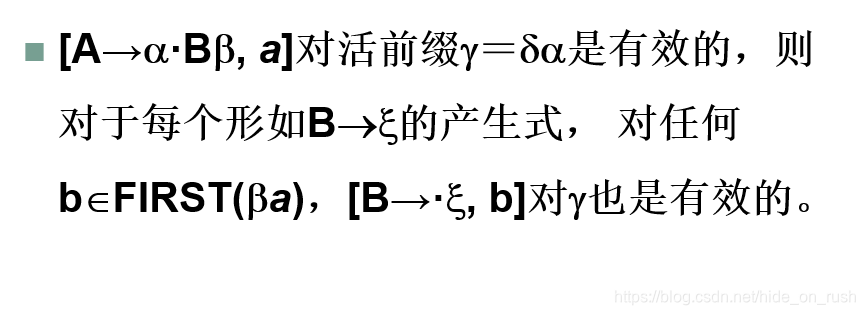 [A→α·Bβ, a]对活前缀γ＝δα是有效的，则
对于每个形如B→ξ的产生式， 对任何
b∈FIRST(βa)，[B→·ξ, b]对γ也是有效的。
https://blog.csdn.net/hide_on_rush